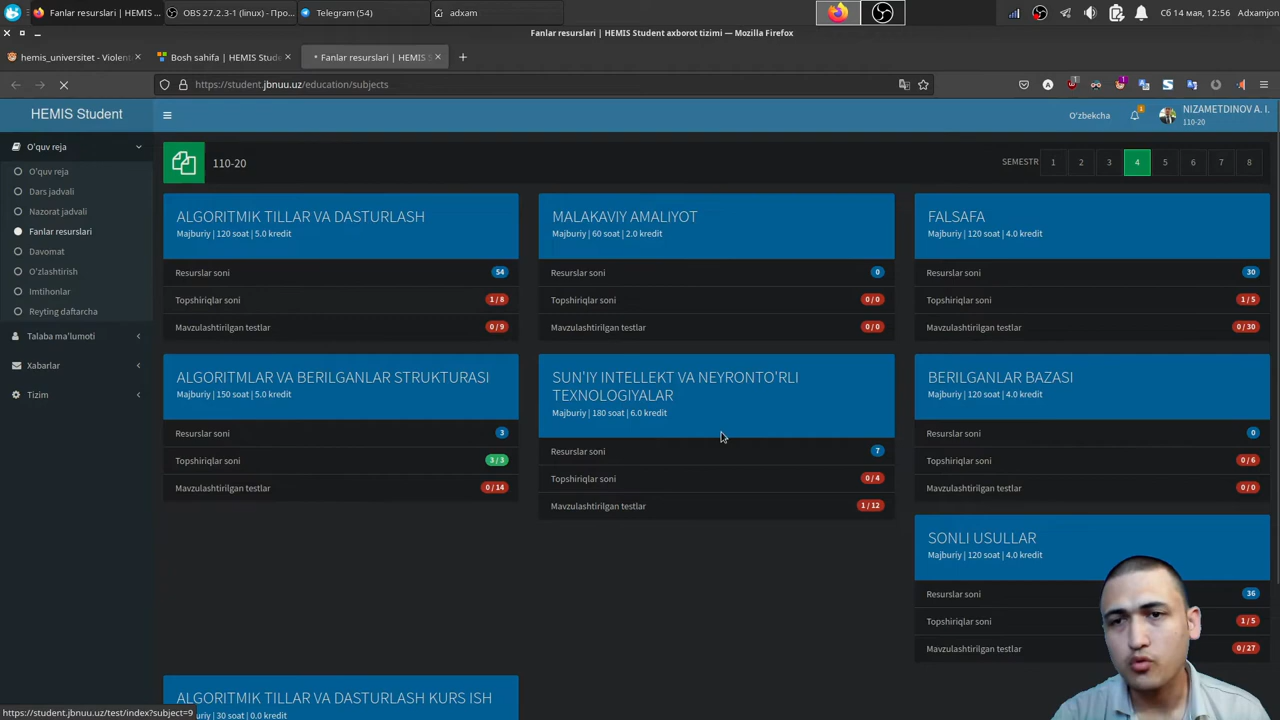 Fanlar resurslari | HEMIS ...
OBS 27.2.3-1 (linux) - Про...
Telegram (54)
adxam
Сб 14 мая, 12:56
Adxamjon
Fanlar resurslari | HEMIS Student axborot tizimi — Mozilla Firefox
hemis_universitet - Violent
Bosh sahifa | HEMIS Stude
Fanlar resurslari | HEMIS S
https://student.jbnuu.uz/education/subjects
HEMIS Student
O'zbekcha
1
NIZAMETDINOV A. I.
110-20
O'quv reja
O'quv reja
Dars jadvali
Nazorat jadvali
Fanlar resurslari
Davomat
O'zlashtirish
Imtihonlar
Reyting daftarcha
Talaba ma'lumoti
Xabarlar
Tizim
110-20
SEMESTR 1 2 3 4 5 6 7 8
ALGORITMIK TILLAR VA DASTURLASH
Majburiy | 120 soat | 5.0 kredit
Resurslar soni 54
Topshiriqlar soni 1 / 8
Mavzulashtirilgan testlar 0 / 9
MALAKAVIY AMALIYOT
Majburiy | 60 soat | 2.0 kredit
Resurslar soni 0
Topshiriqlar soni 0 / 0
Mavzulashtirilgan testlar 0 / 0
FALSAFA
Majburiy | 120 soat | 4.0 kredit
Resurslar soni 30
Topshiriqlar soni 1 / 5
Mavzulashtirilgan testlar 0 / 30
ALGORITMLAR VA BERILGANLAR STRUKTURASI
Majburiy | 150 soat | 5.0 kredit
Resurslar soni 3
Topshiriqlar soni 3 / 3
Mavzulashtirilgan testlar 0 / 14
SUN'IY INTELLEKT VA NEYRONTO'RLI
TEXNOLOGIYALAR
Majburiy | 180 soat | 6.0 kredit
Resurslar soni 7
Topshiriqlar soni 0 / 4
Mavzulashtirilgan testlar 1 / 12
BERILGANLAR BAZASI
Majburiy | 120 soat | 4.0 kredit
Resurslar soni 0
Topshiriqlar soni 0 / 6
Mavzulashtirilgan testlar 0 / 0
SONLI USULLAR
Majburiy | 120 soat | 4.0 kredit
Resurslar soni 36
Topshiriqlar soni 1 / 5
Mavzulashtirilgan testlar 0 / 27
ALGORITMIK TILLAR VA DASTURLASH KURS ISH
Majburiy | 30 soat | 0.0 kredit
https://student.jbnuu.uz/test/index?subject=9